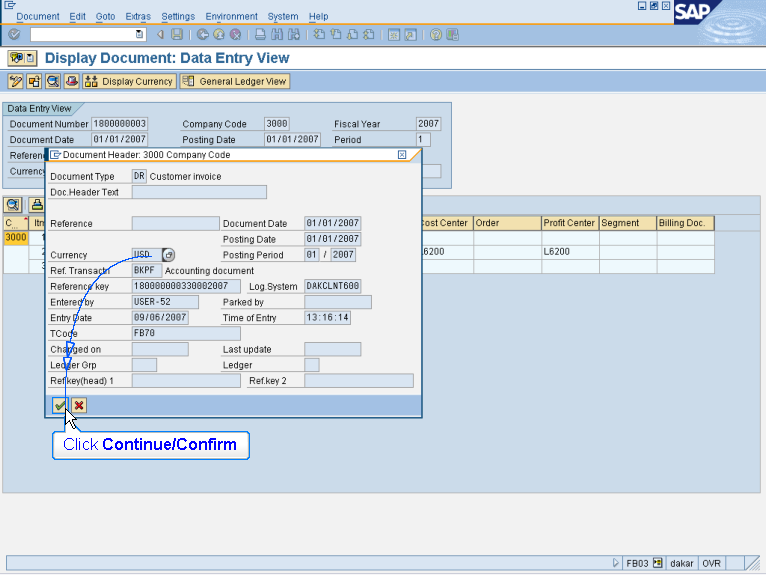 Document Edit Goto Extras Settings Environment System Help
SAP
Display Document: Data Entry View
Display Currency General Ledger View
Data Entry View
Document Number 1800000003 Company Code 3000 Fiscal Year 2007
Document Date 01/01/2007 Posting Date 01/01/2007 Period 1
Referenc
Currency
Document Header: 3000 Company Code
Document Type DR Customer invoice
Doc.Header Text
Reference Document Date 01/01/2007
Posting Date 01/01/2007
Currency USD Posting Period 01 / 2007
Ref. Transactn BKPF Accounting document
Reference key 180000000330002007 Log.System DAKCLNT600
Entered by USER-52 Parked by
Entry Date 09/06/2007 Time of Entry 13:16:14
TCode FB70
Changed on Last update
Ledger Grp Ledger
Ref.key(head) 1 Ref.key 2
C... Itn Cost Center Order Profit Center Segment Billing Doc.
3000 1
L6200 L6200
Click Continue/Confirm
FB03 dakar OVR